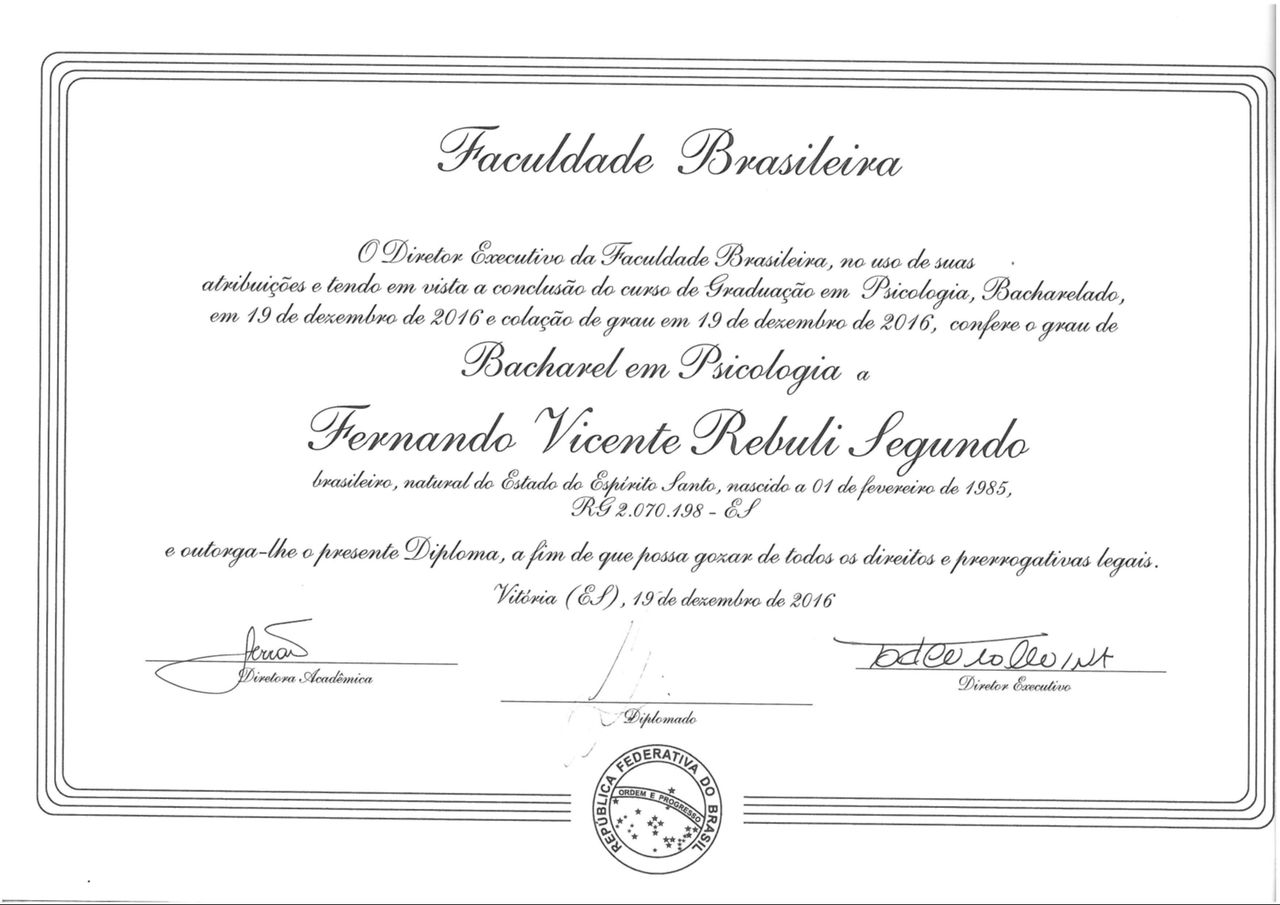 Faculdade Brasileira
O Diretor Executivo da Faculdade Brasileira, no uso de suas
atribuições e tendo em vista a conclusão do curso de Graduação em Psicologia, Bacharelado,
em 19 de dezembro de 2016 e colação de grau em 19 de dezembro de 2016, confere o grau de
Bacharel em Psicologia a
Fernando Vicente Rebuli Segundo
brasileiro, natural do Estado do Espírito Santo, nascido a 01 de fevereiro de 1985,
RG 2.070.198 - ES
e outorga-lhe o presente Diploma, a fim de que possa gozar de todos os direitos e prerrogativas legais.
Vitória (ES), 19 de dezembro de 2016
Diretora Acadêmica
Diretor Executivo
Diplomado
REPÚBLICA FEDERATIVA DO BRASIL
ORDEM E PROGRESSO